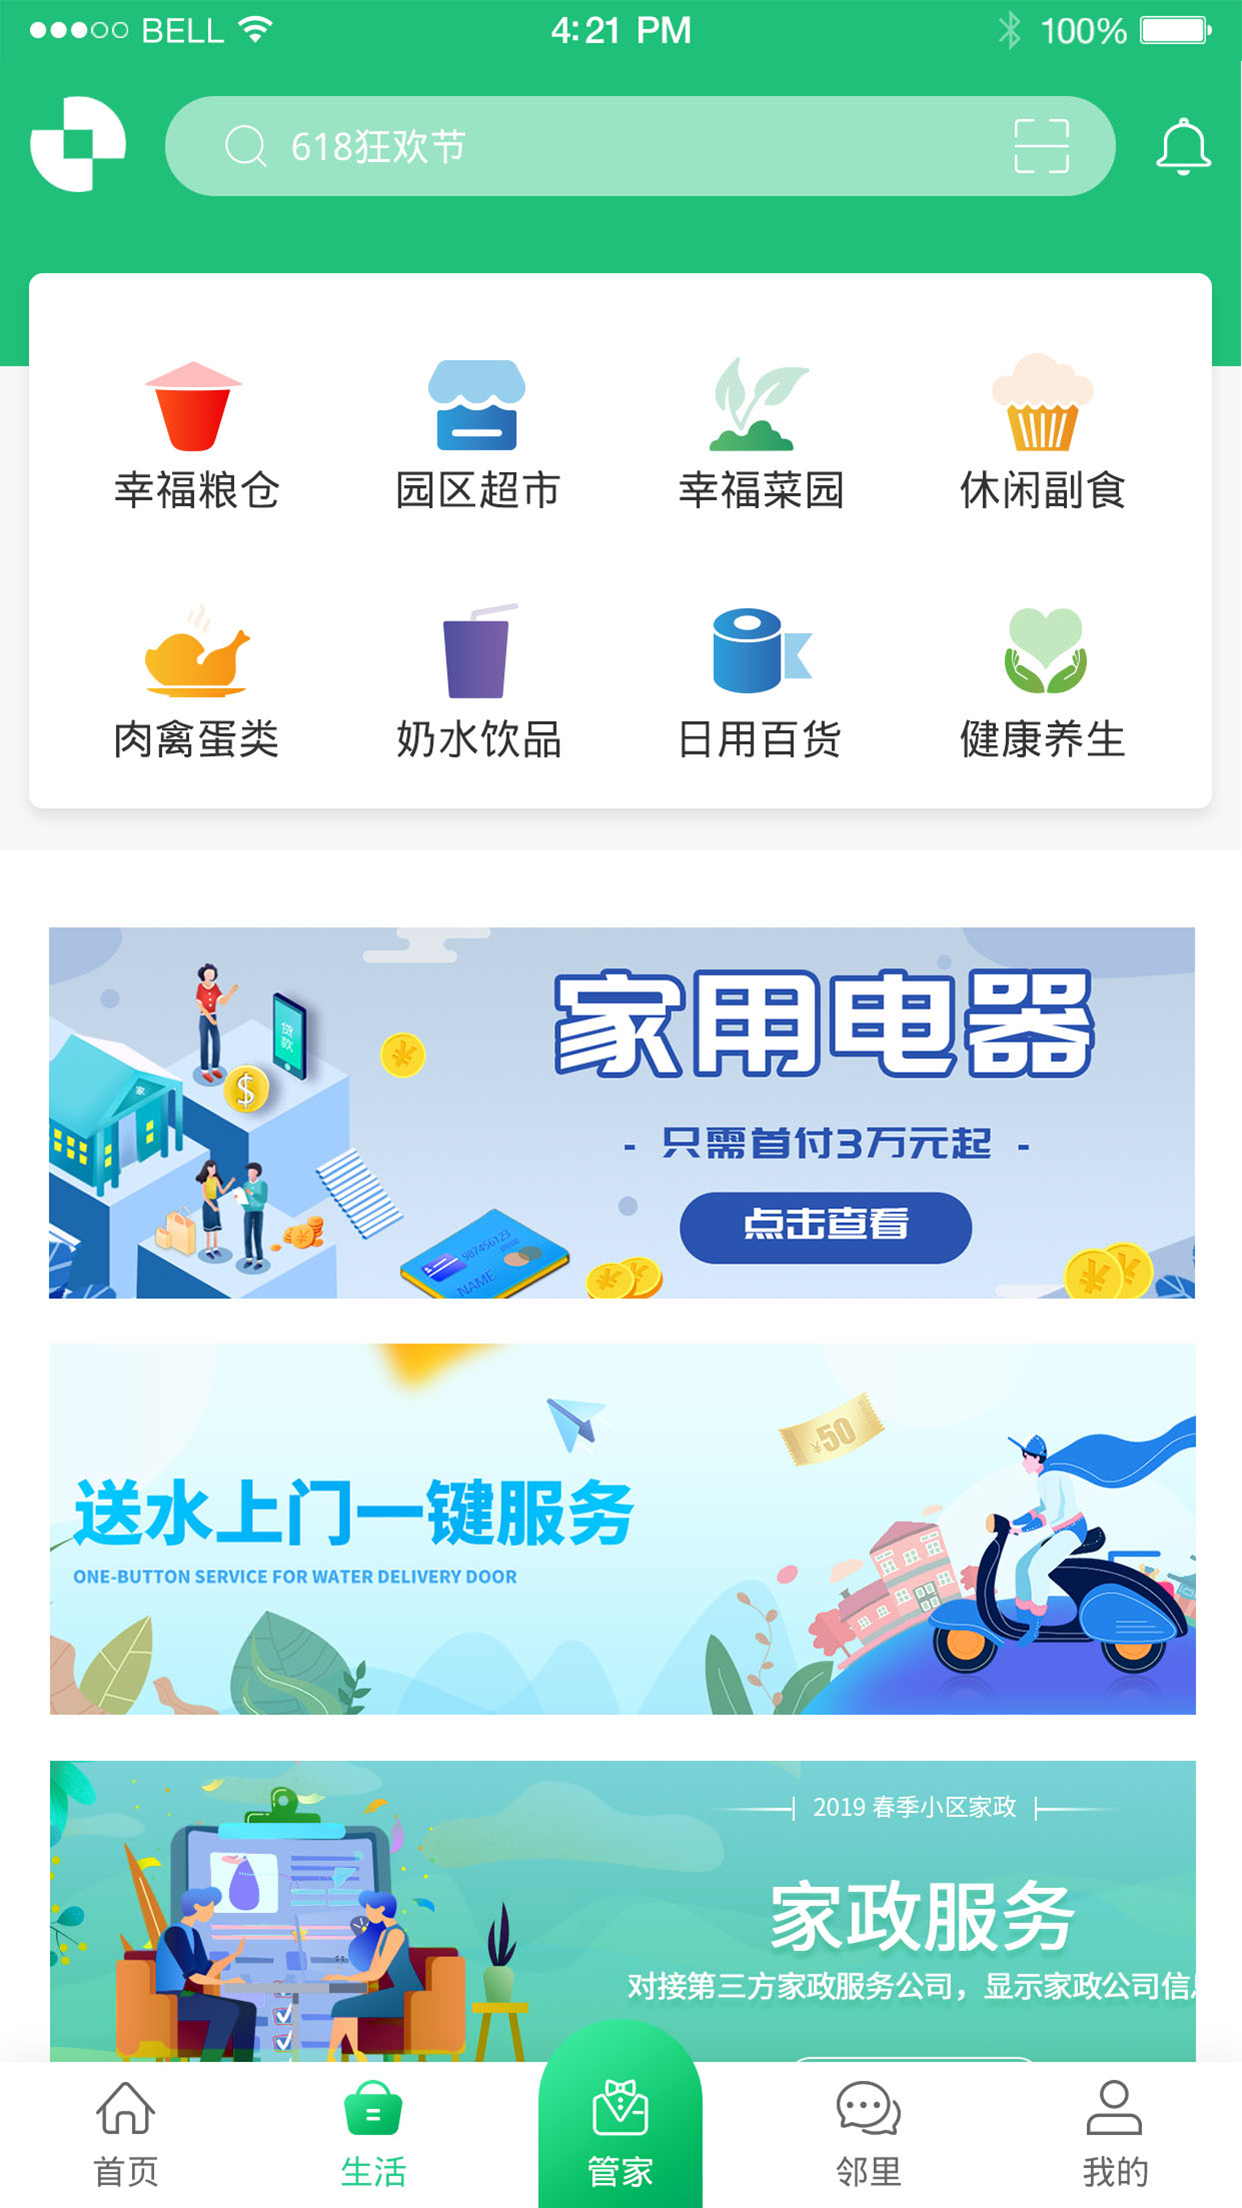 BELL 4:21 PM 100%
618狂欢节
幸福粮仓 园区超市 幸福菜园 休闲副食
肉禽蛋类 奶水饮品 日用百货 健康养生
家用电器
- 只需首付3万元起 -
点击查看
贷款
家
$
987456123
NAME
送水上门一键服务
ONE-BUTTON SERVICE FOR WATER DELIVERY DOOR
¥50
2019 春季小区家政
家政服务
对接第三方家政服务公司，显示家政公司信
首页 生活 管家 邻里 我的